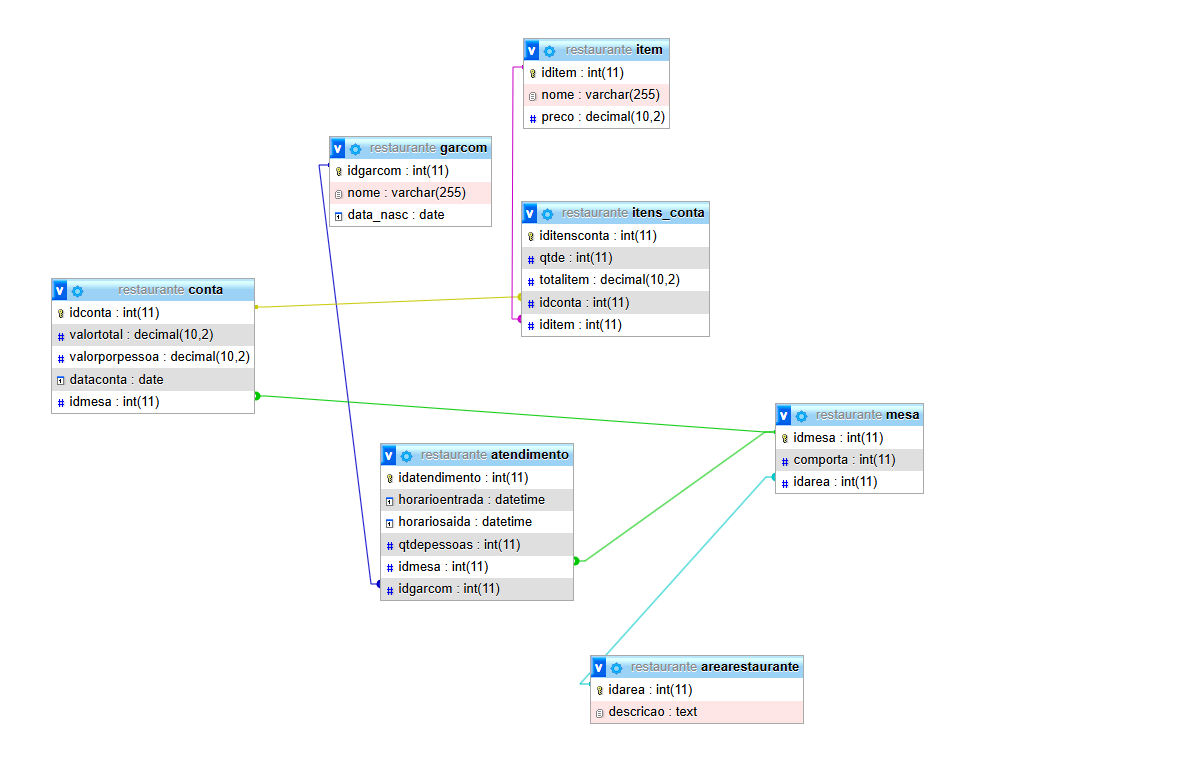 restaurante item
iditem : int(11)
nome : varchar(255)
preco : decimal(10,2)
restaurante garcom
idgarcom : int(11)
nome : varchar(255)
data_nasc : date
restaurante itens_conta
iditensconta : int(11)
qtde : int(11)
totalitem : decimal(10,2)
idconta : int(11)
iditem : int(11)
restaurante conta
idconta : int(11)
valortotal : decimal(10,2)
valorporpessoa : decimal(10,2)
dataconta : date
idmesa : int(11)
restaurante mesa
idmesa : int(11)
comporta : int(11)
idarea : int(11)
restaurante atendimento
idatendimento : int(11)
horarioentrada : datetime
horariosaida : datetime
qtdepessoas : int(11)
idmesa : int(11)
idgarcom : int(11)
restaurante arearestaurante
idarea : int(11)
descricao : text